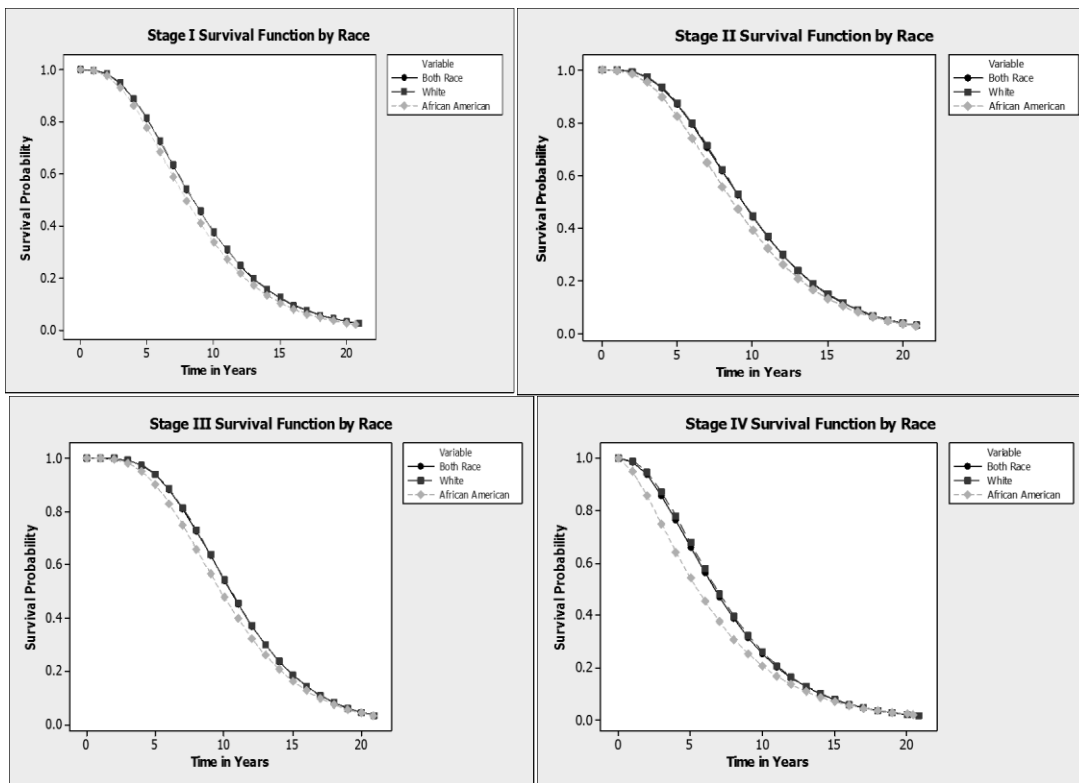 Stage I Survival Function by Race
Variable
Both Race
White
African American
1.0
0.8
0.6
0.4
0.2
0.0
Survival Probability
0 5 10 15 20
Time in Years
Stage II Survival Function by Race
Variable
Both Race
White
African American
1.0
0.8
0.6
0.4
0.2
0.0
Survival Probability
0 5 10 15 20
Time in Years
Stage III Survival Function by Race
Variable
Both Race
White
African American
1.0
0.8
0.6
0.4
0.2
0.0
Survival Probability
0 5 10 15 20
Time in Years
Stage IV Survival Function by Race
Variable
Both Race
White
African American
1.0
0.8
0.6
0.4
0.2
0.0
Survival Probability
0 5 10 15 20
Time in Years